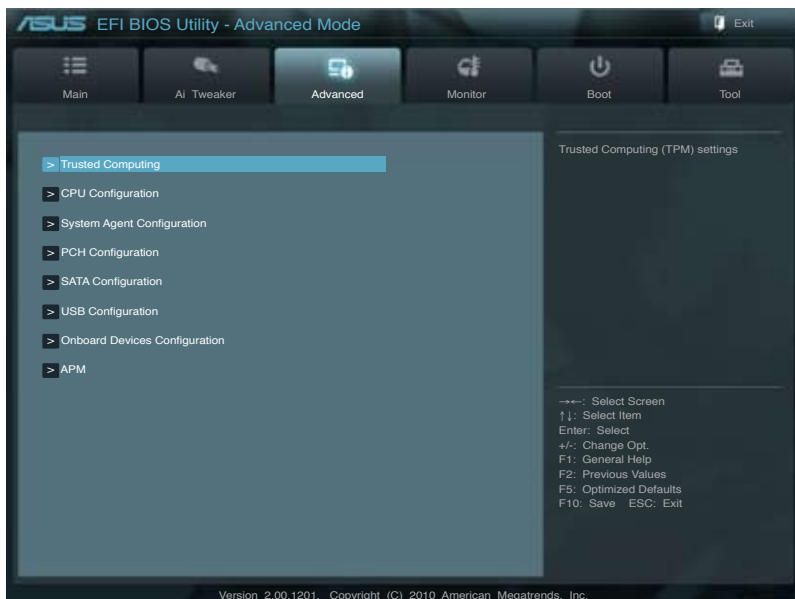 ASUS EFI BIOS Utility - Advanced Mode
Exit
Main
Ai Tweaker
Advanced
Monitor
Boot
Tool
> Trusted Computing
> CPU Configuration
> System Agent Configuration
> PCH Configuration
> SATA Configuration
> USB Configuration
> Onboard Devices Configuration
> APM
Trusted Computing (TPM) settings
→←: Select Screen
↑↓: Select Item
Enter: Select
+/-: Change Opt.
F1: General Help
F2: Previous Values
F5: Optimized Defaults
F10: Save ESC: Exit
Version 2.00.1201. Copyright (C) 2010 American Megatrends, Inc.